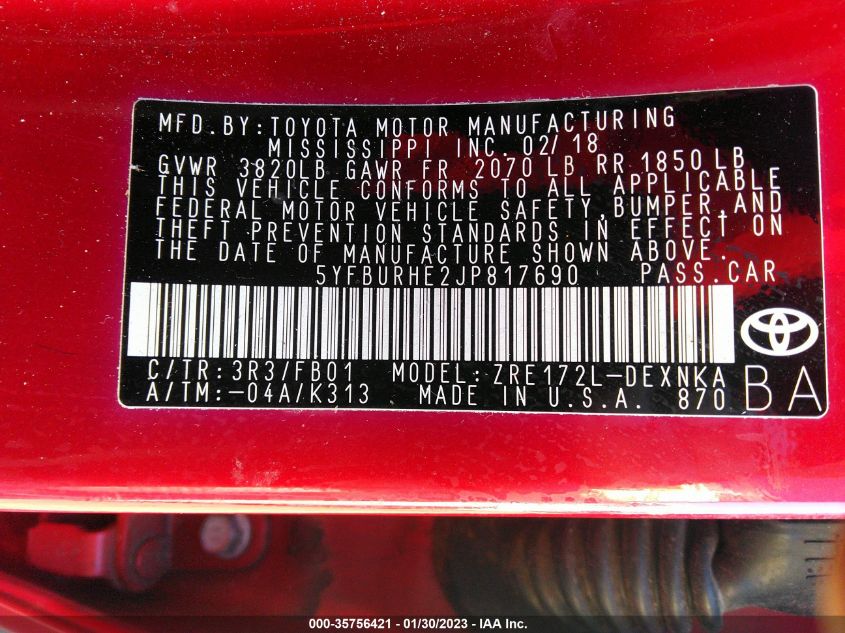 MFD. BY: TOYOTA MOTOR MANUFACTURING
MISSISSIPPI INC. 02/18
GVWR 3820LB GAWR FR 2070 LB RR 1850 LB
THIS VEHICLE CONFORMS TO ALL APPLICABLE
FEDERAL MOTOR VEHICLE SAFETY, BUMPER, AND
THEFT PREVENTION STANDARDS IN EFFECT ON
THE DATE OF MANUFACTURE SHOWN ABOVE.
5YFBURHE2JP817690 PASS. CAR
C/TR: 3R3/FB01 MODEL: ZRE172L-DEXNKA
A/TM: -04A/K313 MADE IN U.S.A. 870
BA
000-35756421 - 01/30/2023 - IAA Inc.